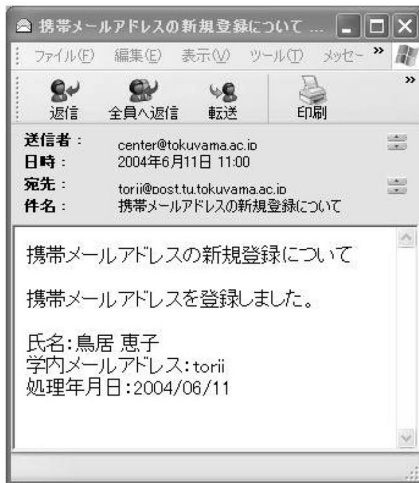 携帯メールアドレスの新規登録について ...
ファイル(F) 編集(E) 表示(V) ツール(T) メッセー »
返信 全員へ返信 転送 印刷 »
送信者： center@tokuyama.ac.jp
日時： 2004年6月11日 11:00
宛先： torii@post.tu.tokuyama.ac.jp
件名： 携帯メールアドレスの新規登録について
携帯メールアドレスの新規登録について
携帯メールアドレスを登録しました。
氏名：鳥居 恵子
学内メールアドレス：torii
処理年月日：2004/06/11